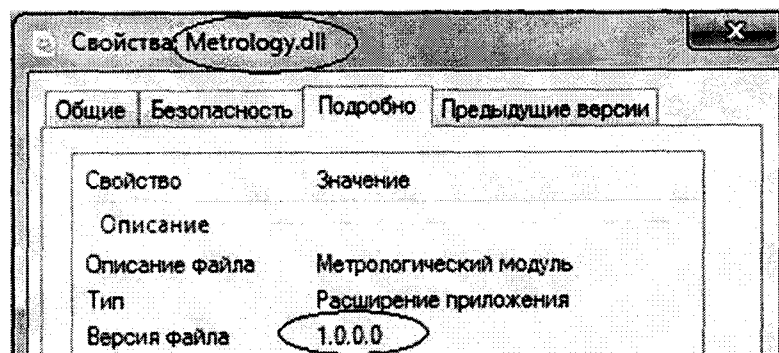 Свойства: Metrology.dll
Общие Безопасность Подробно Предыдущие версии
Свойство Значение
Описание
Описание файла Метрологический модуль
Тип Расширение приложения
Версия файла 1.0.0.0